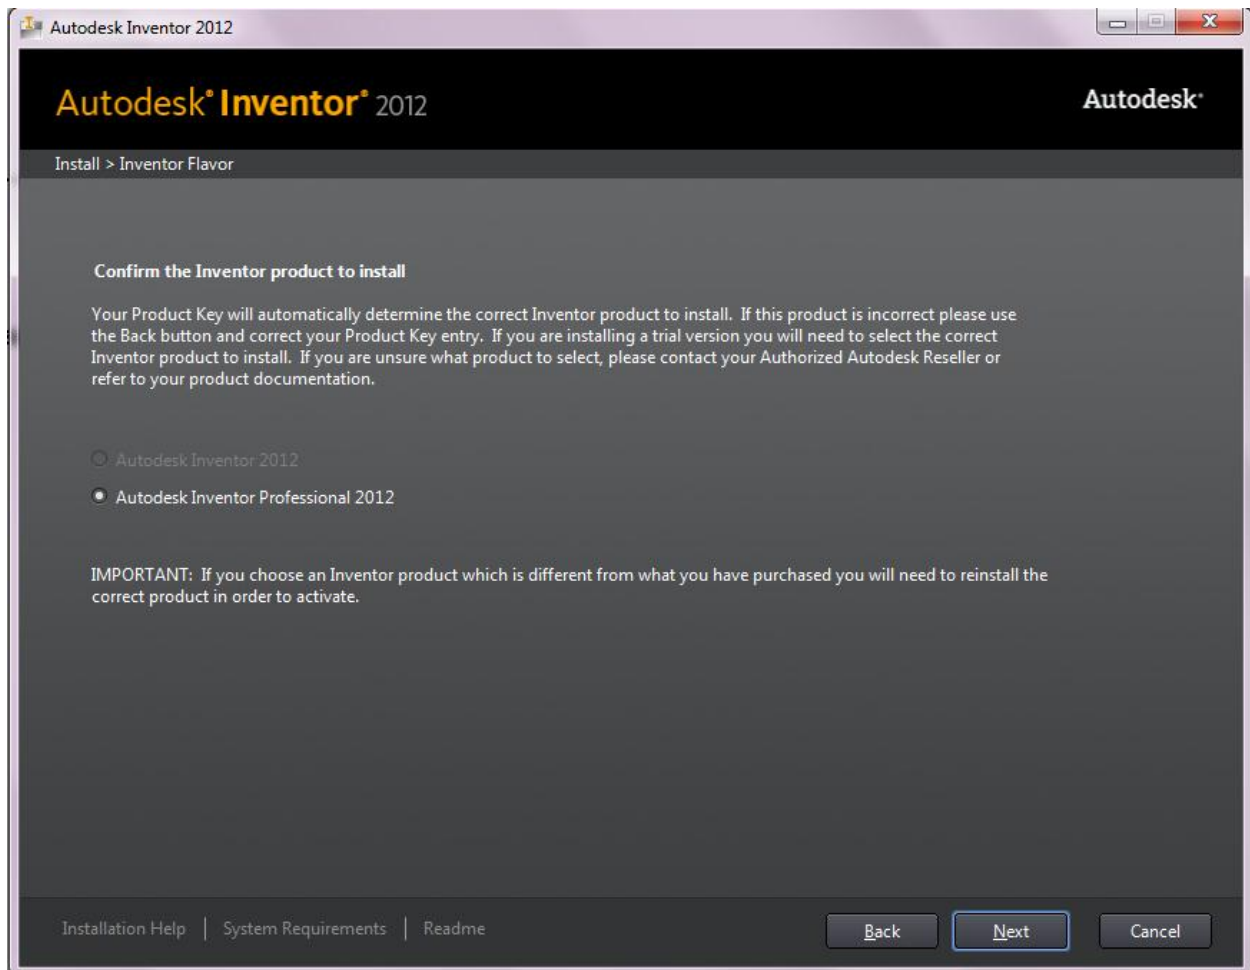 Autodesk Inventor 2012
Autodesk® Inventor® 2012
Autodesk®
Install > Inventor Flavor
Confirm the Inventor product to install
Your Product Key will automatically determine the correct Inventor product to install.  If this product is incorrect please use
the Back button and correct your Product Key entry.  If you are installing a trial version you will need to select the correct
Inventor product to install.  If you are unsure what product to select, please contact your Authorized Autodesk Reseller or
refer to your product documentation.
Autodesk Inventor 2012
Autodesk Inventor Professional 2012
IMPORTANT:  If you choose an Inventor product which is different from what you have purchased you will need to reinstall the
correct product in order to activate.
Installation Help | System Requirements | Readme
Back Next Cancel